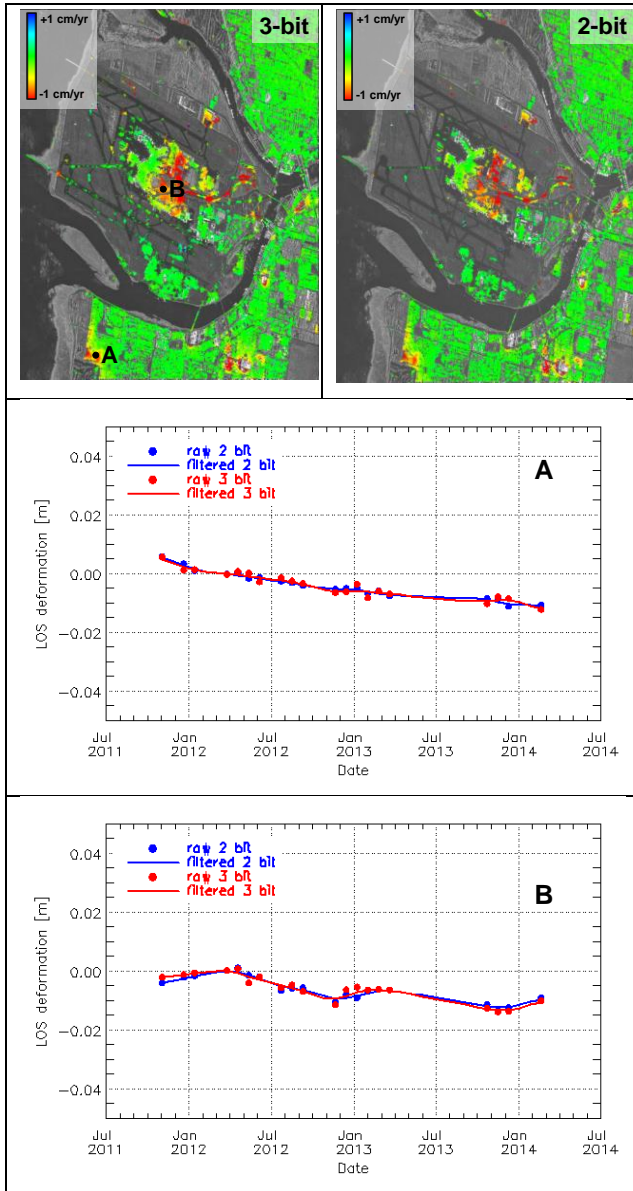 +1 cm/yr
3-bit
-1 cm/yr
B
A
+1 cm/yr
2-bit
-1 cm/yr
A
raw 2 bit
filtered 2 bit
raw 3 bit
filtered 3 bit
LOS deformation [m]
0.04
0.02
0.00
-0.02
-0.04
Jul Jan Jul Jan Jul Jan Jul
2011 2012 2012 2013 2013 2014 2014
Date
B
raw 2 bit
filtered 2 bit
raw 3 bit
filtered 3 bit
LOS deformation [m]
0.04
0.02
0.00
-0.02
-0.04
Jul Jan Jul Jan Jul Jan Jul
2011 2012 2012 2013 2013 2014 2014
Date